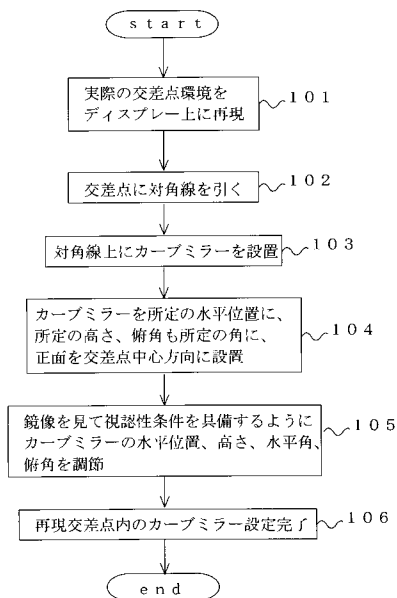 start
実際の交差点環境を
ディスプレー上に再現
101
交差点に対角線を引く
102
対角線上にカーブミラーを設置
103
カーブミラーを所定の水平位置に、
所定の高さ、俯角も所定の角に、
正面を交差点中心方向に設置
104
鏡像を見て視認性条件を具備するように
カーブミラーの水平位置、高さ、水平角、
俯角を調節
105
再現交差点内のカーブミラー設定完了
106
end